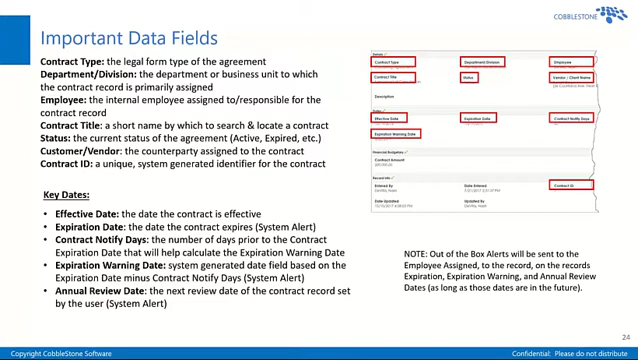 COBBLESTONE
Important Data Fields
Contract Type: the legal form type of the agreement
Department/Division: the department or business unit to which
the contract record is primarily assigned
Employee: the internal employee assigned to/responsible for the
contract record
Contract Title: a short name by which to search & locate a contract
Status: the current status of the agreement (Active, Expired, etc.)
Customer/Vendor: the counterparty assigned to the contract
Contract ID: a unique, system generated identifier for the contract
Key Dates:
• Effective Date: the date the contract is effective
• Expiration Date: the date the contract expires (System Alert)
• Contract Notify Days: the number of days prior to the Contract
Expiration Date that will help calculate the Expiration Warning Date
• Expiration Warning Date: system generated date field based on the
Expiration Date minus Contract Notify Days (System Alert)
• Annual Review Date: the next review date of the contract record set
by the user (System Alert)
Details
Contract Type Department Division Employee
Contract Title Status Vendor / Client Name
Description
Effective Date Expiration Date Contract Notify Days
Expiration Warning Date
Financial Budgetary
Contract Amount
Record Info
Entered By Date Entered Contract ID
Date Updated Updated By
NOTE: Out of the Box Alerts will be sent to the
Employee Assigned, to the record, on the records
Expiration, Expiration Warning, and Annual Review
Dates (as long as those dates are in the future).
24
Copyright CobbleStone Software Confidential: Please do not distribute